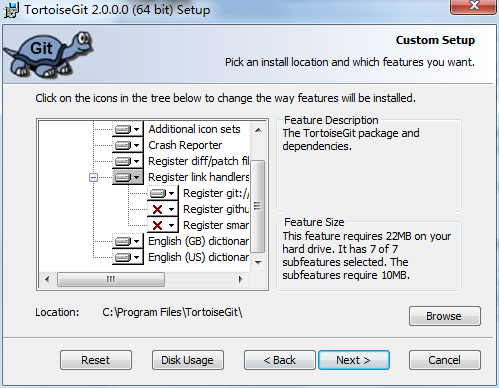 TortoiseGit 2.0.0.0 (64 bit) Setup
Git
Custom Setup
Pick an install location and which features you want.
Click on the icons in the tree below to change the way features will be installed.
Additional icon sets
Crash Reporter
Register diff/patch fil
Register link handlers
Register git:/
Register githu
Register smar
English (GB) dictionar
English (US) dictionar
Feature Description
The TortoiseGit package and
dependencies.
Feature Size
This feature requires 22MB on your
hard drive. It has 7 of 7
subfeatures selected. The
subfeatures require 10MB.
Location: C:\Program Files\TortoiseGit\
Browse
Reset Disk Usage < Back Next > Cancel